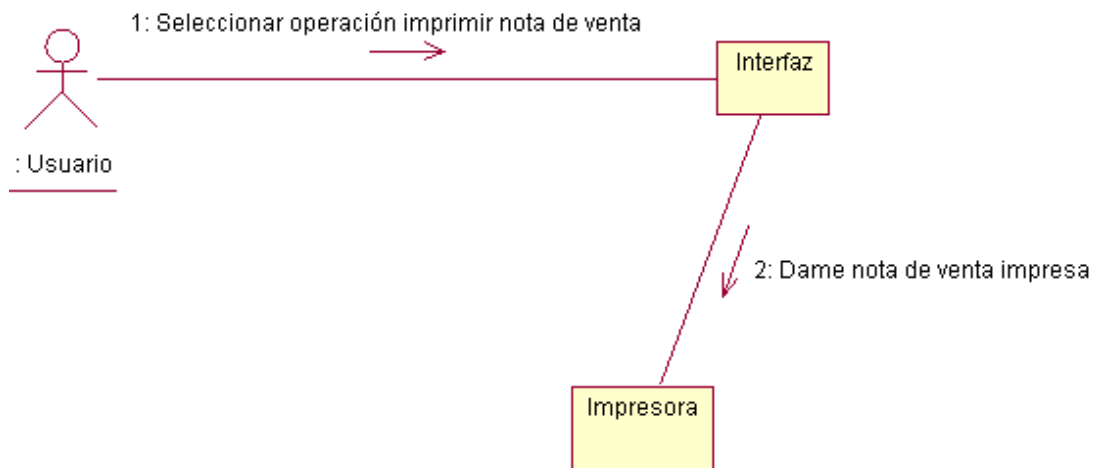 1: Seleccionar operación imprimir nota de venta
Interfaz
: Usuario
2: Dame nota de venta impresa
Impresora